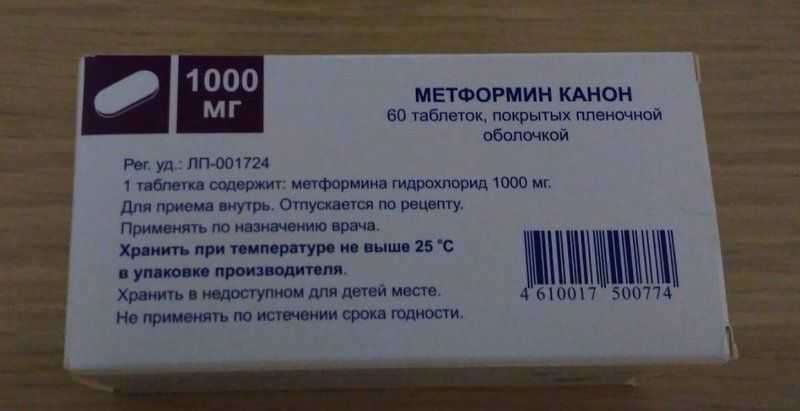 1000
МГ
МЕТФОРМИН КАНОН
60 таблеток, покрытых пленочной
оболочкой
Рег. уд.: ЛП-001724
1 таблетка содержит: метформина гидрохлорид 1000 мг.
Для приема внутрь. Отпускается по рецепту.
Применять по назначению врача.
Хранить при температуре не выше 25 °С
в упаковке производителя.
Хранить в недоступном для детей месте.
Не применять по истечении срока годности.
4 610017 500774